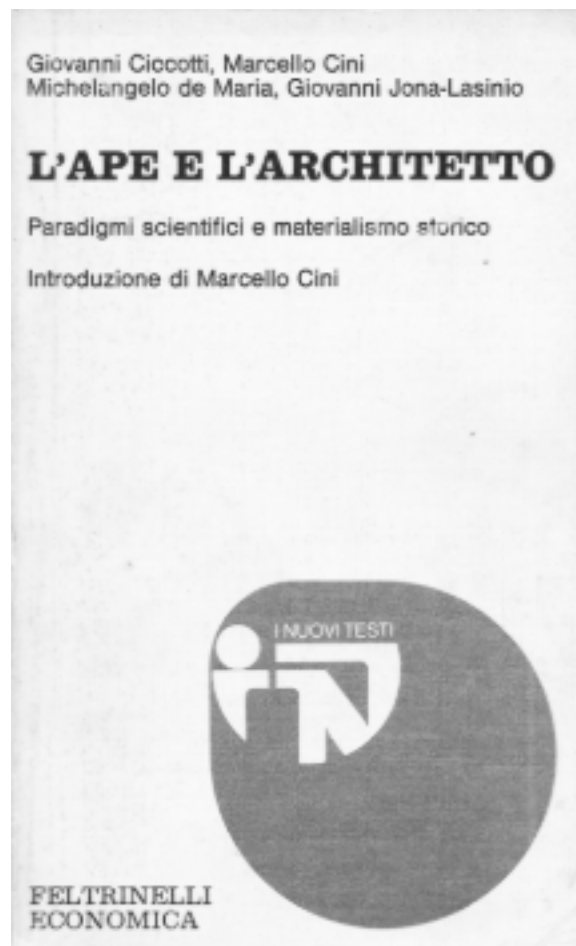 Giovanni Ciccotti, Marcello Cini
Michelangelo de Maria, Giovanni Jona-Lasinio
L'APE E L'ARCHITETTO
Paradigmi scientifici e materialismo storico
Introduzione di Marcello Cini
I NUOVI TESTI
FELTRINELLI
ECONOMICA